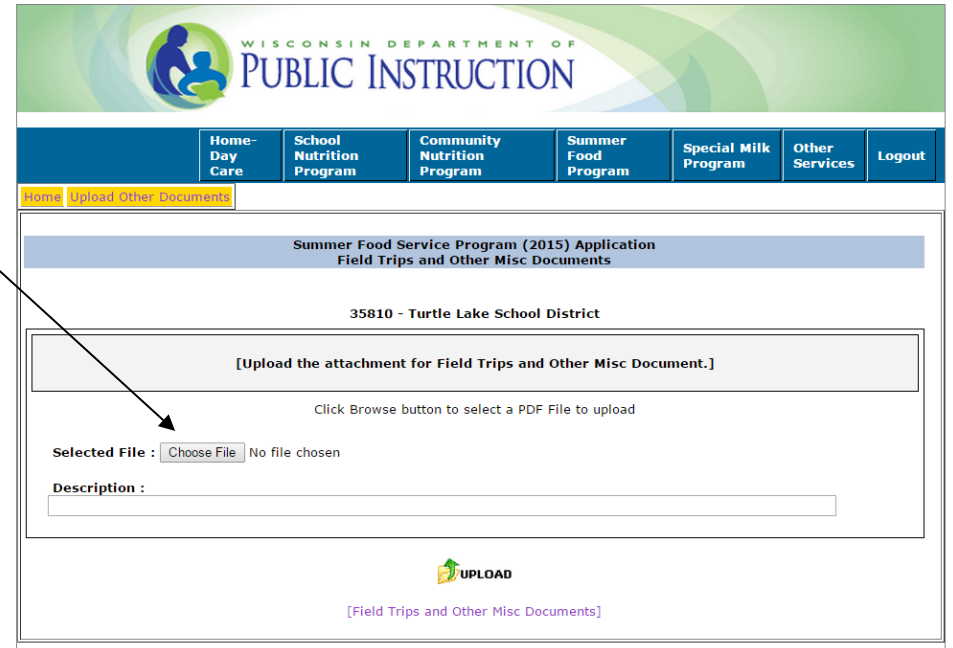 WISCONSIN DEPARTMENT OF
PUBLIC INSTRUCTION
Home-
Day
Care
School
Nutrition
Program
Community
Nutrition
Program
Summer
Food
Program
Special Milk
Program
Other
Services
Logout
Home Upload Other Documents
Summer Food Service Program (2015) Application
Field Trips and Other Misc Documents
35810 - Turtle Lake School District
[Upload the attachment for Field Trips and Other Misc Document.]
Click Browse button to select a PDF File to upload
Selected File : Choose File No file chosen
Description :
UPLOAD
[Field Trips and Other Misc Documents]